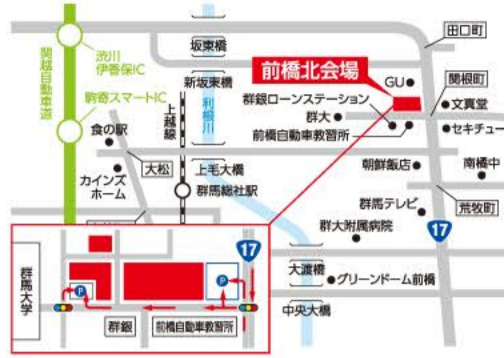 田口町
坂東橋
渋川
伊香保IC
関越自動車道
新坂東橋
前橋北会場
GU
関根町
駒寄スマートIC
上越線
利根川
群銀ローンステーション
文真堂
食の駅
群大
前橋自動車教習所
セキチュー
大松
上毛大橋
朝鮮飯店
南橘中
カインズ
ホーム
群馬総社駅
荒牧町
群馬テレビ
17
群大附属病院
17
大渡橋
グリーンドーム前橋
中央大橋
群馬大学
P
P
群銀
前橋自動車教習所